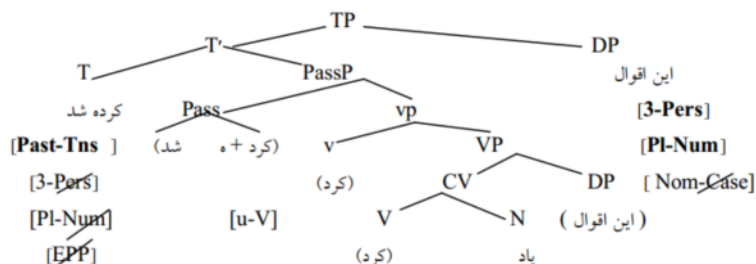 TP
T′ DP
T PassP این اقوال
کرده شد Pass vp [3-Pers]
[Past-Tns ] (شد ه + کرد) v VP [Pl-Num]
[3-Pers] (کرد) CV DP [ Nom-Case]
[Pl-Num] [u-V] V N ( این اقوال )
[EPP] (کرد) یاد